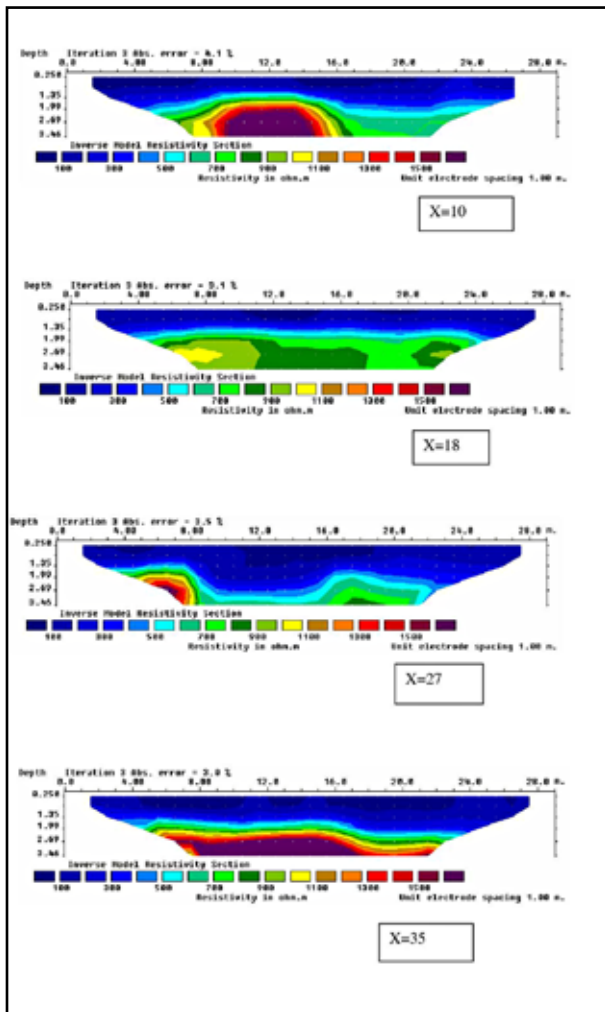 Depth Iteration 3 Abs. error = 4.1 %
0.0 4.00 8.00 12.0 16.0 20.0 24.0 28.0 m.
0.250
1.35
1.99
2.69
3.46
Inverse Model Resistivity Section
100 300 500 700 900 1100 1300 1500
Resistivity in ohm.m Unit electrode spacing 1.00 m.
X=10
Depth Iteration 3 Abs. error = 3.1 %
0.0 4.00 8.00 12.0 16.0 20.0 24.0 28.0 m.
0.250
1.35
1.99
2.69
3.46
Inverse Model Resistivity Section
100 300 500 700 900 1100 1300 1500
Resistivity in ohm.m Unit electrode spacing 1.00 m.
X=18
Depth Iteration 3 Abs. error = 3.5 %
0.0 4.00 8.00 12.0 16.0 20.0 24.0 28.0 m.
0.250
1.35
1.99
2.69
3.46
Inverse Model Resistivity Section
100 300 500 700 900 1100 1300 1500
Resistivity in ohm.m Unit electrode spacing 1.00 m.
X=27
Depth Iteration 3 Abs. error =
0.0 4.00 8.00 12.0 16.0 20.0 24.0 28.0 m.
0.250
1.35
1.99
2.69
3.46
Inverse Model Resistivity Section
100 300 500 700 900 1100 1300 1500
Resistivity in ohm.m Unit electrode spacing 1.00 m.
X=35